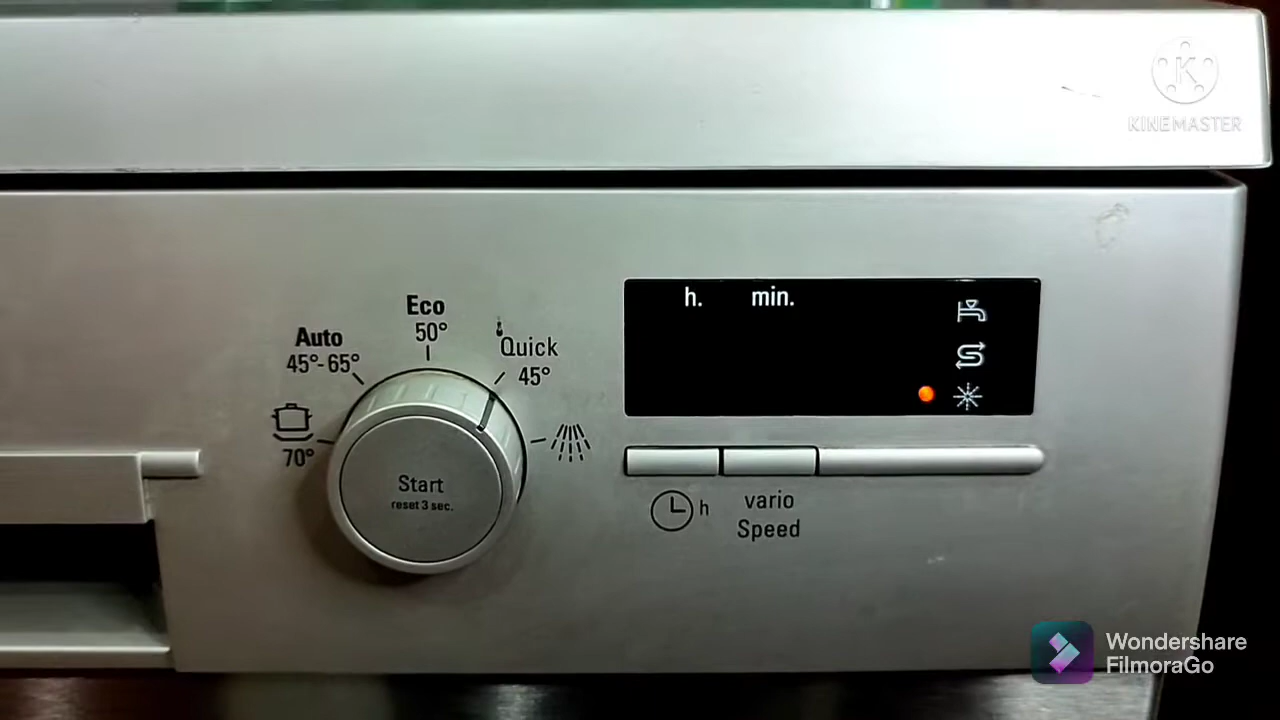 K
KINEMASTER
h. min.
Eco
50°
Auto
45°-65°
Quick
45°
70°
Start
reset 3 sec.
h
vario
Speed
Wondershare
FilmoraGo